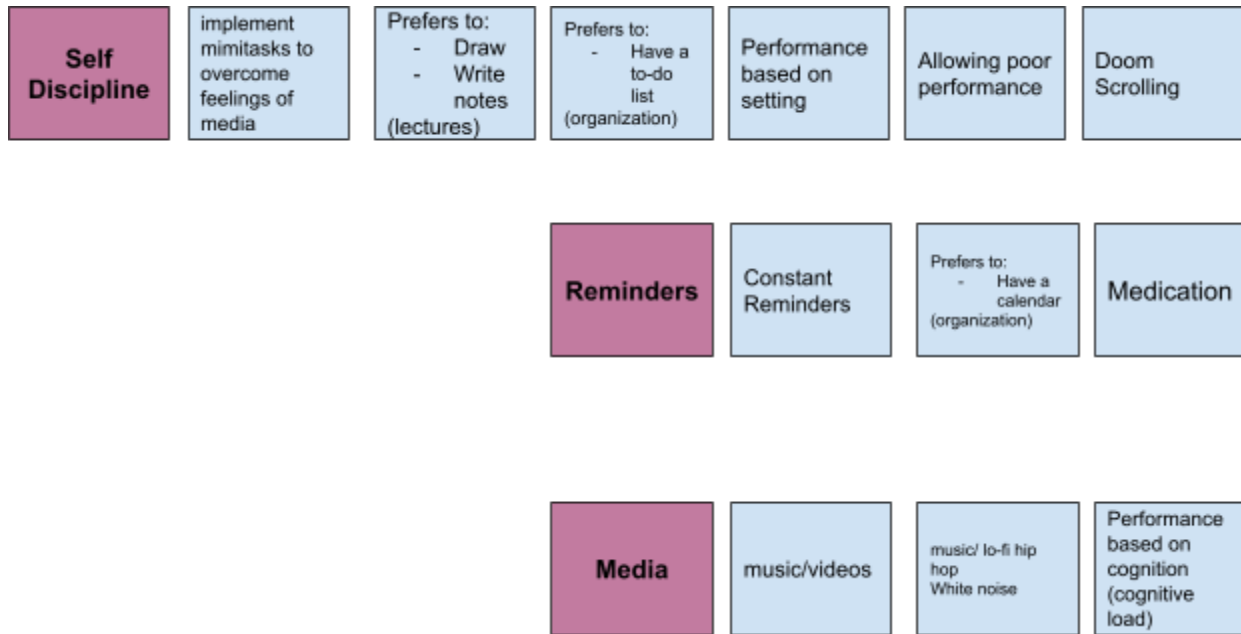 Self
Discipline
implement
mimitasks to
overcome
feelings of
media
Prefers to:
- Draw
- Write
notes
(lectures)
Prefers to:
- Have a
to-do
list
(organization)
Performance
based on
setting
Allowing poor
performance
Doom
Scrolling
Reminders
Constant
Reminders
Prefers to:
- Have a
calendar
(organization)
Medication
Media
music/videos
music/ lo-fi hip
hop
White noise
Performance
based on
cognition
(cognitive
load)